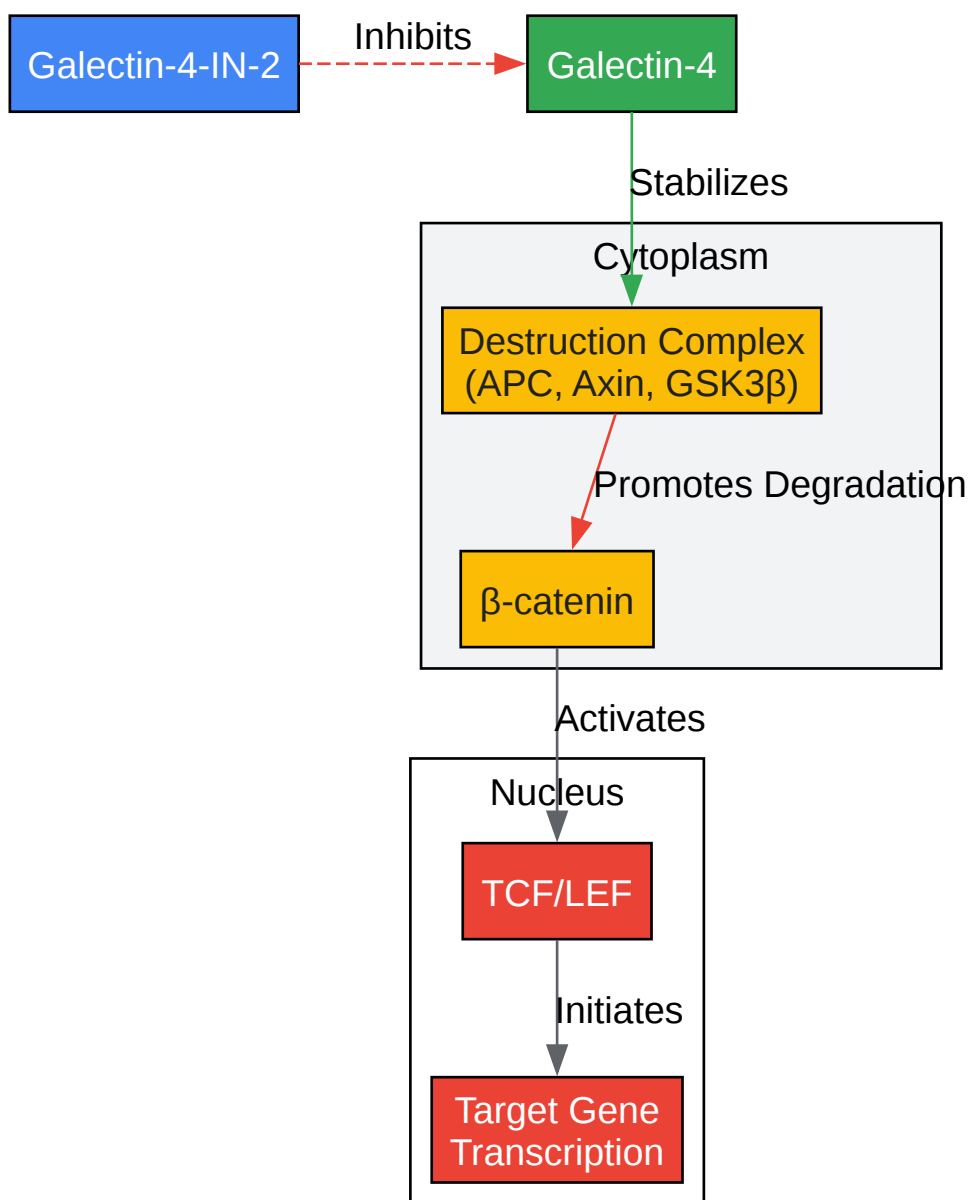 Galectin-4-IN-2
Inhibits
Galectin-4
Stabilizes
Cytoplasm
Destruction Complex
(APC, Axin, GSK3β)
Promotes Degradation
β-catenin
Activates
Nucleus
TCF/LEF
Initiates
Target Gene
Transcription